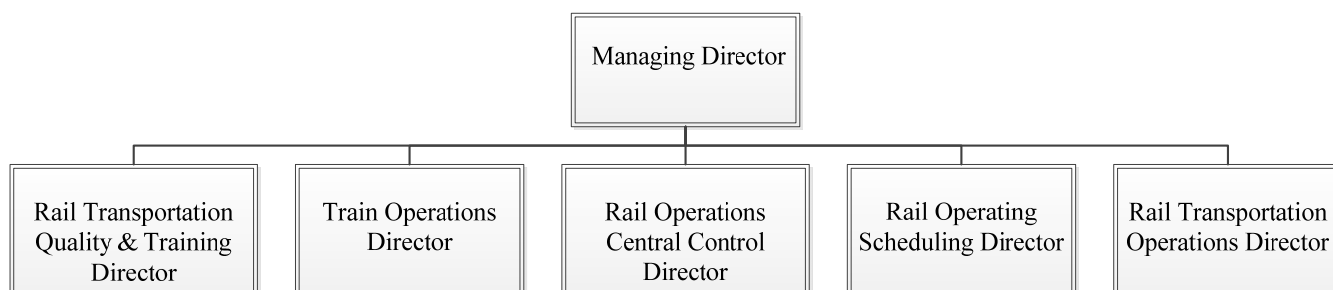 Managing Director
Rail Transportation
Quality & Training
Director
Train Operations
Director
Rail Operations
Central Control
Director
Rail Operating
Scheduling Director
Rail Transportation
Operations Director